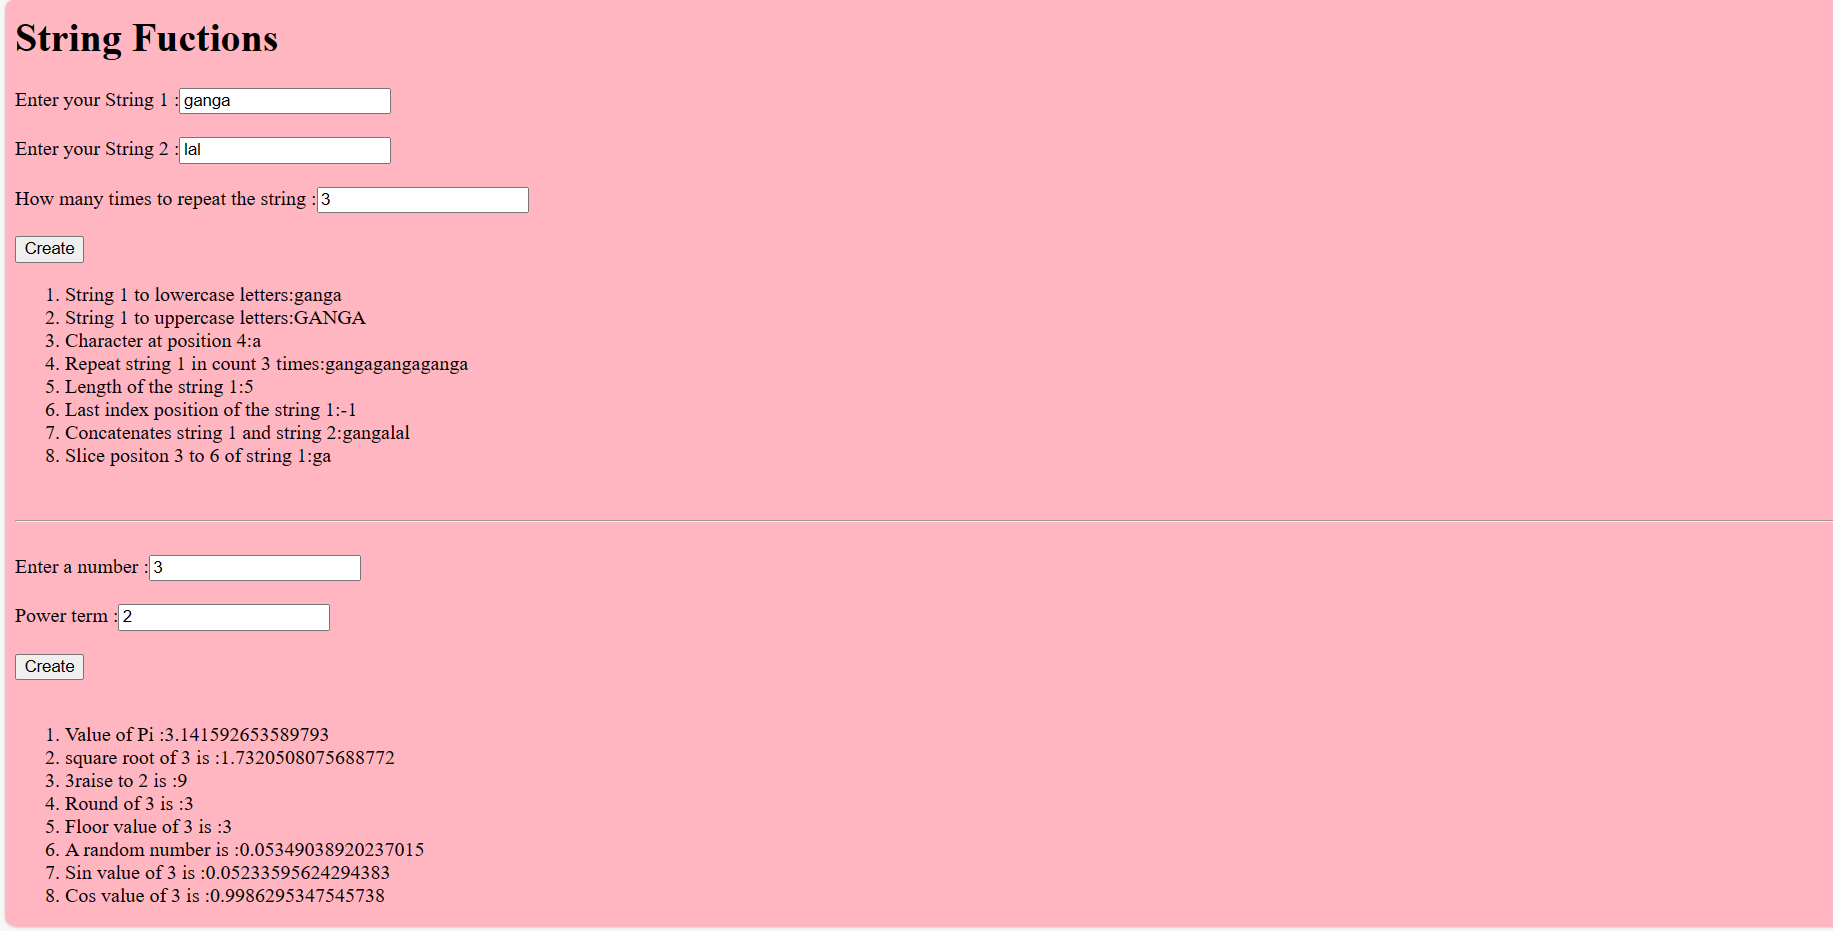 String Fuctions
Enter your String 1 :ganga
Enter your String 2 :lal
How many times to repeat the string :3
Create
1. String 1 to lowercase letters:ganga
2. String 1 to uppercase letters:GANGA
3. Character at position 4:a
4. Repeat string 1 in count 3 times:gangagangaganga
5. Length of the string 1:5
6. Last index position of the string 1:-1
7. Concatenates string 1 and string 2:gangalal
8. Slice positon 3 to 6 of string 1:ga
Enter a number :3
Power term :2
Create
1. Value of Pi :3.141592653589793
2. square root of 3 is :1.7320508075688772
3. 3raise to 2 is :9
4. Round of 3 is :3
5. Floor value of 3 is :3
6. A random number is :0.05349038920237015
7. Sin value of 3 is :0.05233595624294383
8. Cos value of 3 is :0.9986295347545738